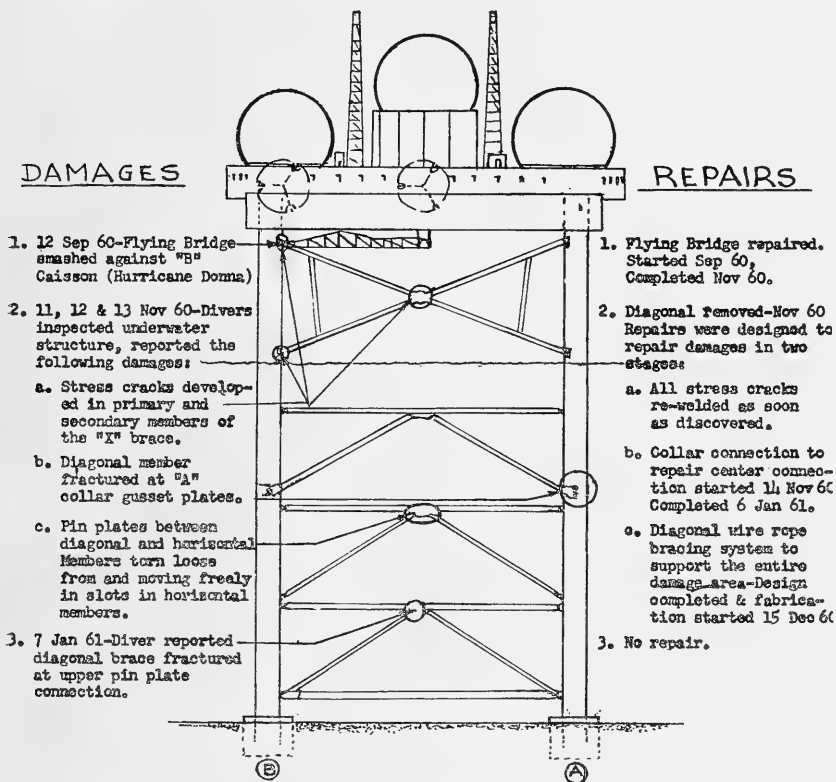 DAMAGES
1. 12 Sep 60-Flying Bridge
smashed against "B"
Caisson (Hurricane Donna)
2. 11, 12 & 13 Nov 60-Divers
inspected underwater
structure, reported the
following damages:
a. Stress cracks develop-
ed in primary and
secondary members of
the "X" brace.
b. Diagonal member
fractured at "A"
collar gusset plates.
c. Pin plates between
diagonal and horizontal
Members torn loose
from and moving freely
in slots in horizontal
members.
3. 7 Jan 61-Diver reported
diagonal brace fractured
at upper pin plate
connection.
REPAIRS
1. Flying Bridge repaired.
Started Sep 60,
Completed Nov 60.
2. Diagonal removed-Nov 60
Repairs were designed to
repair damages in two
stages:
a. All stress cracks
re-welded as soon
as discovered.
b. Collar connection to
repair center connec-
tion started 14 Nov 60
Completed 6 Jan 61.
c. Diagonal wire rope
bracing system to
support the entire
damage area-Design
completed & fabrica-
tion started 15 Dec 60
3. No repair.
B
A